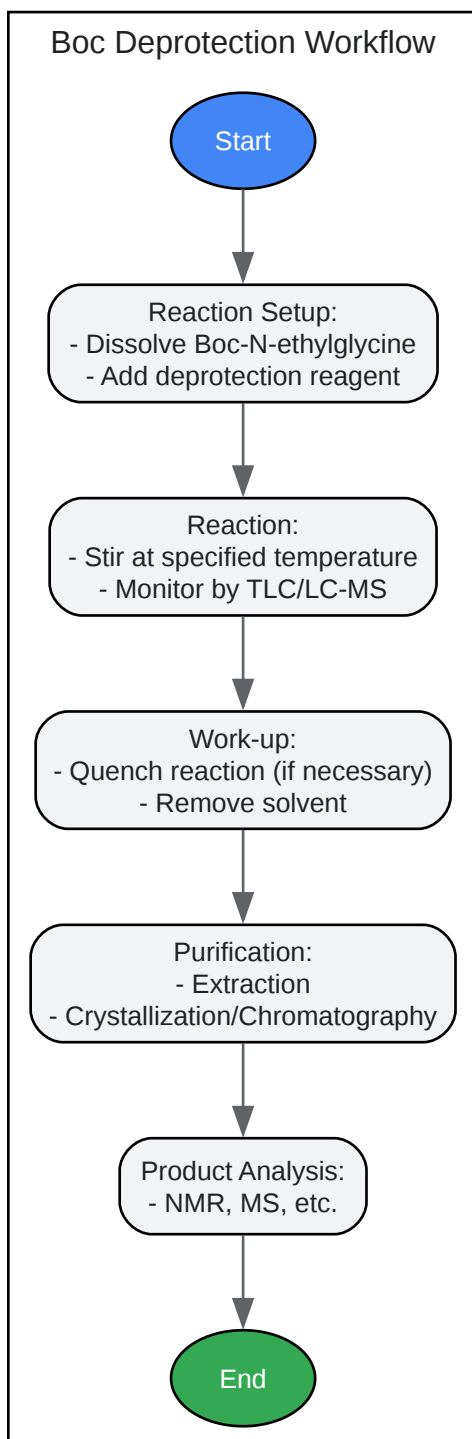 Boc Deprotection Workflow
Start
Reaction Setup:
- Dissolve Boc-N-ethylglycine
- Add deprotection reagent
Reaction:
- Stir at specified temperature
- Monitor by TLC/LC-MS
Work-up:
- Quench reaction (if necessary)
- Remove solvent
Purification:
- Extraction
- Crystallization/Chromatography
Product Analysis:
- NMR, MS, etc.
End